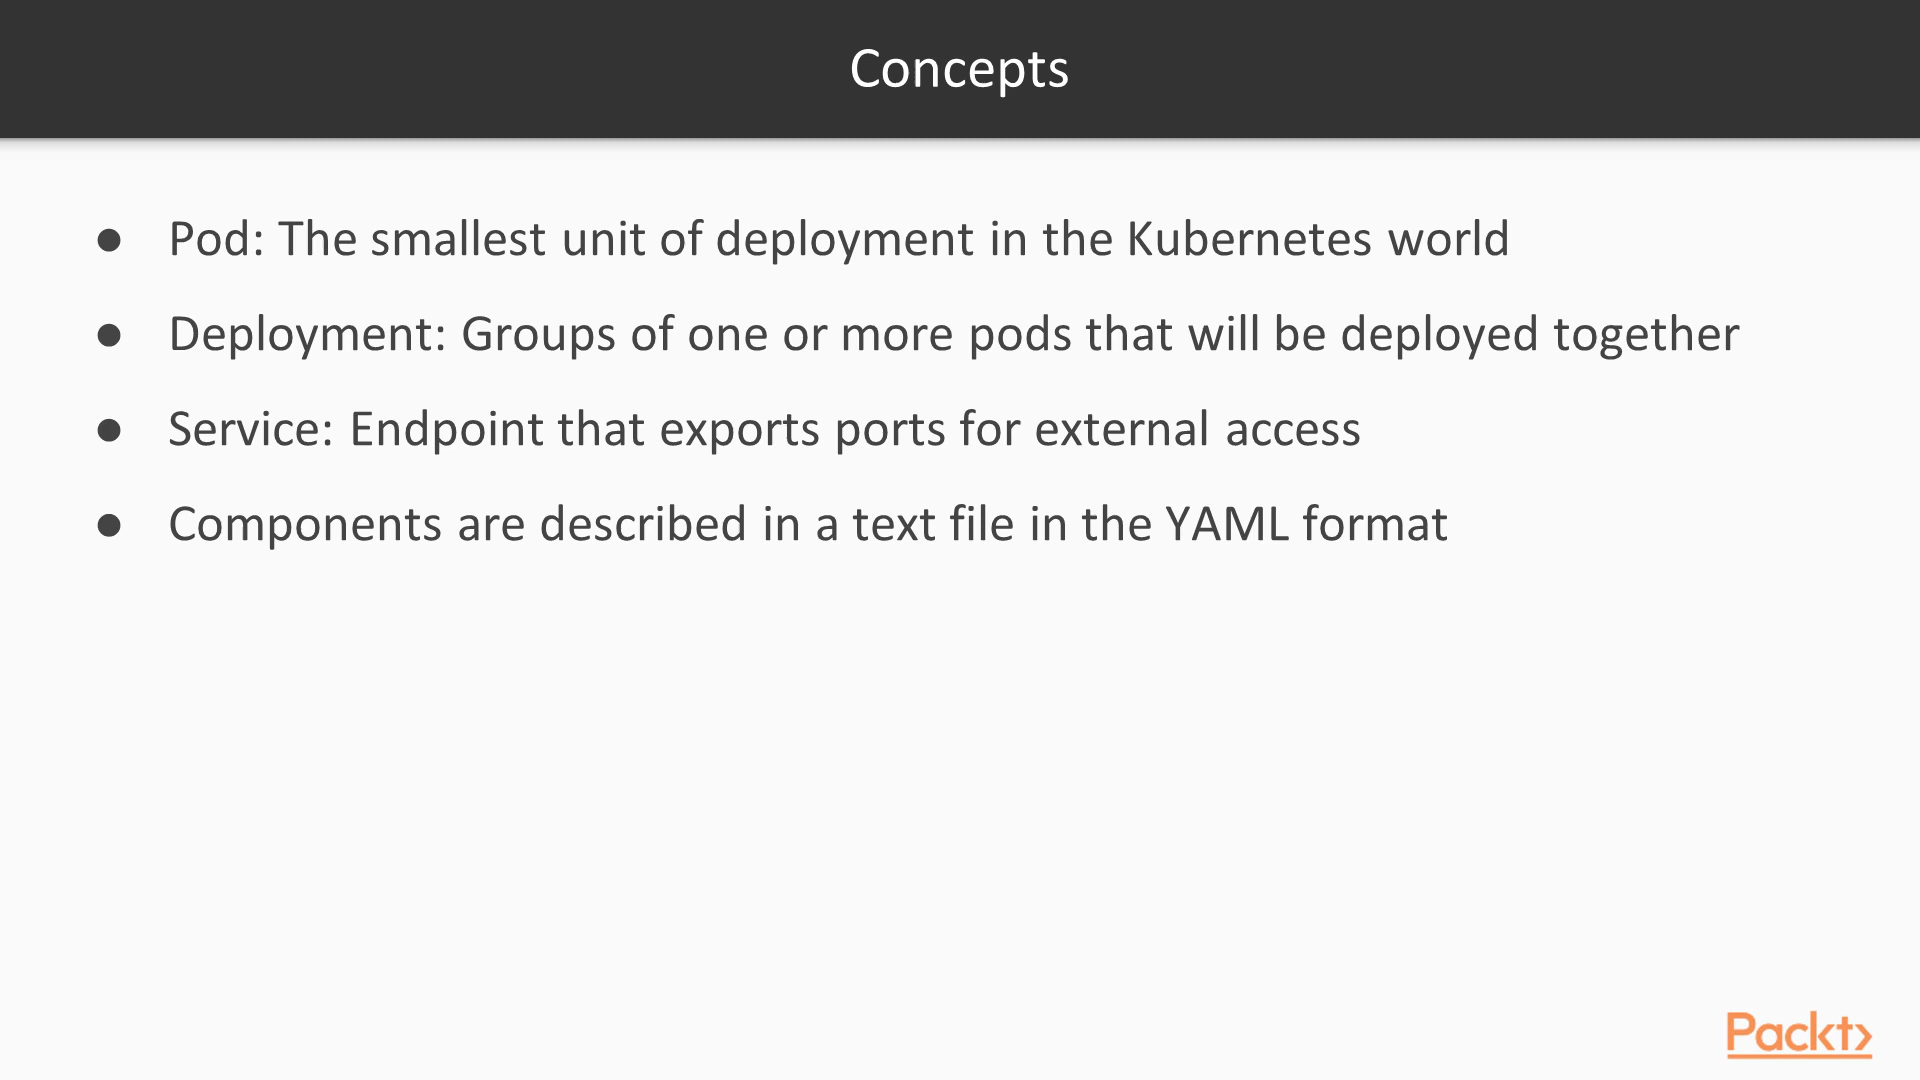 Concepts
● Pod: The smallest unit of deployment in the Kubernetes world
● Deployment: Groups of one or more pods that will be deployed together
● Service: Endpoint that exports ports for external access
● Components are described in a text file in the YAML format
Packt>